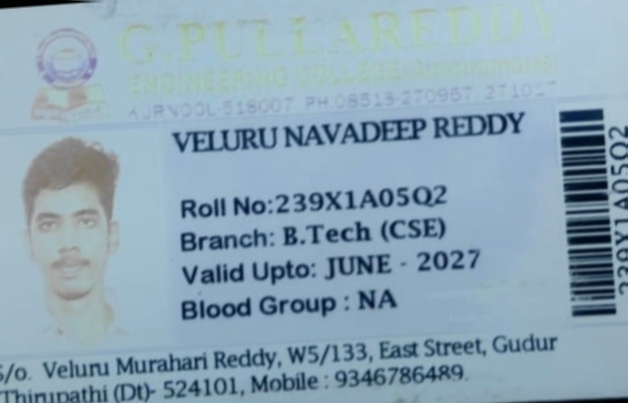 G.PULLAREDDY
ENGINEERING COLLEGE(Autonomous)
KURNOOL-518007 PH.08518-270957 271017
VELURU NAVADEEP REDDY
Roll No:239X1A05Q2
Branch: B.Tech (CSE)
Valid Upto: JUNE - 2027
Blood Group : NA
239X1A05Q2
S/o. Veluru Murahari Reddy, W5/133, East Street, Gudur
Thirupathi (Dt)- 524101, Mobile : 9346786489.